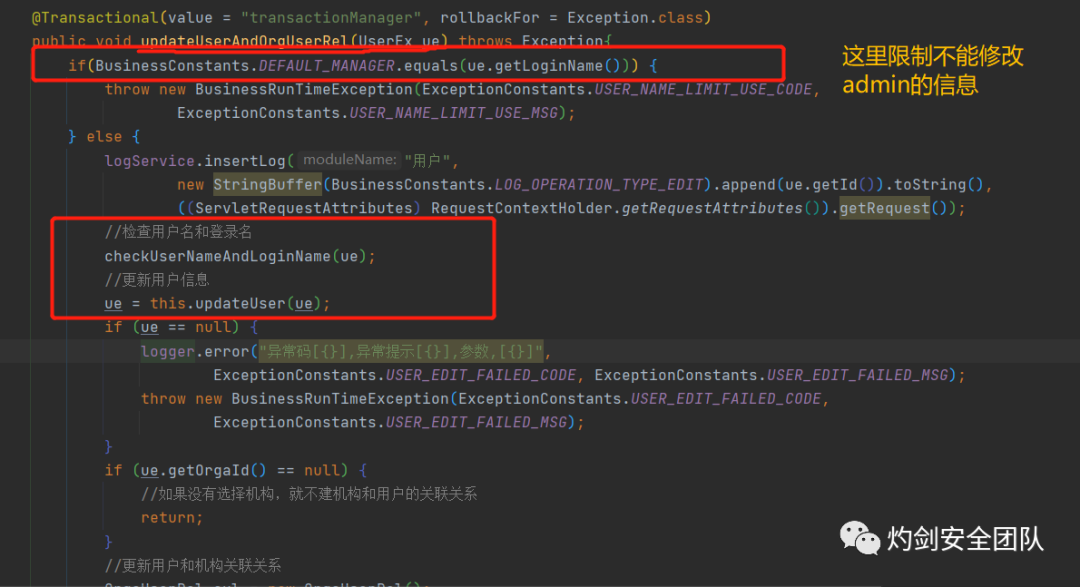 @Transactional(value = "transactionManager", rollbackFor = Exception.class)
public void updateUserAndOrgUserRel(UserEx ue) throws Exception{
if(BusinessConstants.DEFAULT_MANAGER.equals(ue.getLoginName())) {
这里限制不能修改
admin的信息
throw new BusinessRunTimeException(ExceptionConstants.USER_NAME_LIMIT_USE_CODE,
ExceptionConstants.USER_NAME_LIMIT_USE_MSG);
} else {
logService.insertLog( moduleName: "用户",
new StringBuffer(BusinessConstants.LOG_OPERATION_TYPE_EDIT).append(ue.getId()).toString(),
((ServletRequestAttributes) RequestContextHolder.getRequestAttributes()).getRequest());
//检查用户名和登录名
checkUserNameAndLoginName(ue);
//更新用户信息
ue = this.updateUser(ue);
if (ue == null) {
logger.error("异常码[{}],异常提示[{}],参数,[{}]",
ExceptionConstants.USER_EDIT_FAILED_CODE, ExceptionConstants.USER_EDIT_FAILED_MSG);
throw new BusinessRunTimeException(ExceptionConstants.USER_EDIT_FAILED_CODE,
ExceptionConstants.USER_EDIT_FAILED_MSG);
}
if (ue.getOrgaId() == null) {
//如果没有选择机构，就不建机构和用户的关联关系
return;
}
//更新用户和机构关联关系
灼剑安全团队